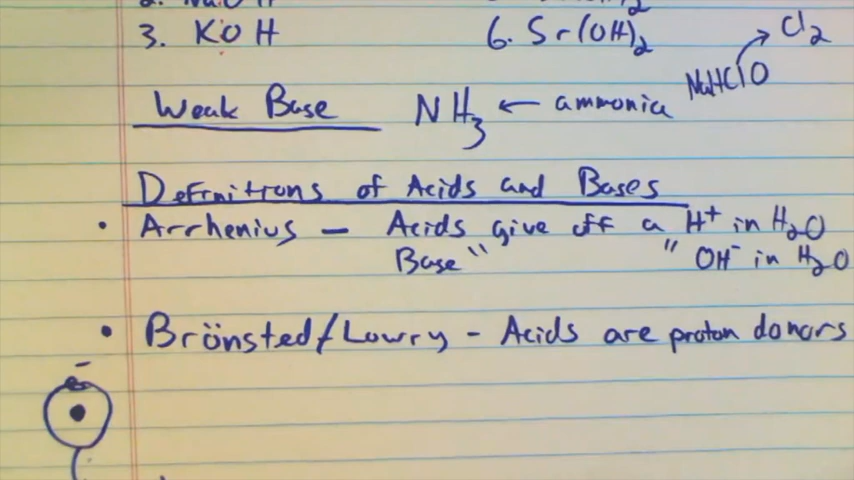 3. KOH 6. Sr(OH)2 Cl2
NaHClO
Weak Base NH3 ← ammonia
Definitions of Acids and Bases
• Arrhenius – Acids give off a H+ in H2O
Base " " OH- in H2O
• Brönsted/Lowry - Acids are proton donors